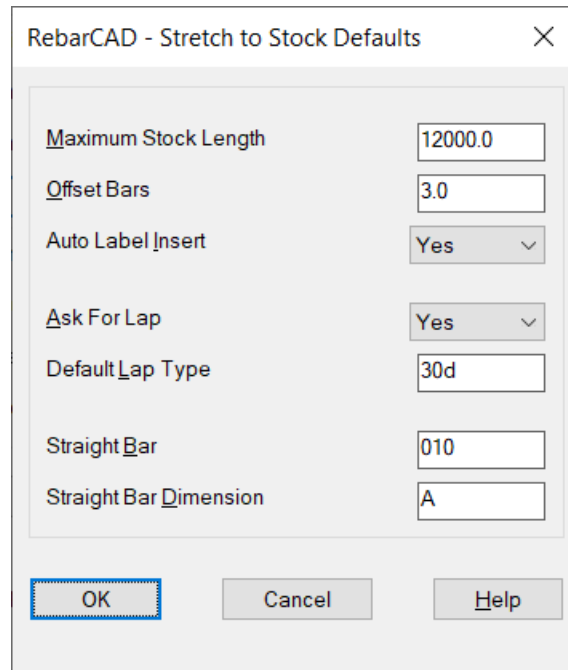 RebarCAD - Stretch to Stock Defaults
Maximum Stock Length 12000.0
Offset Bars 3.0
Auto Label Insert Yes
Ask For Lap Yes
Default Lap Type 30d
Straight Bar 010
Straight Bar Dimension A
OK Cancel Help